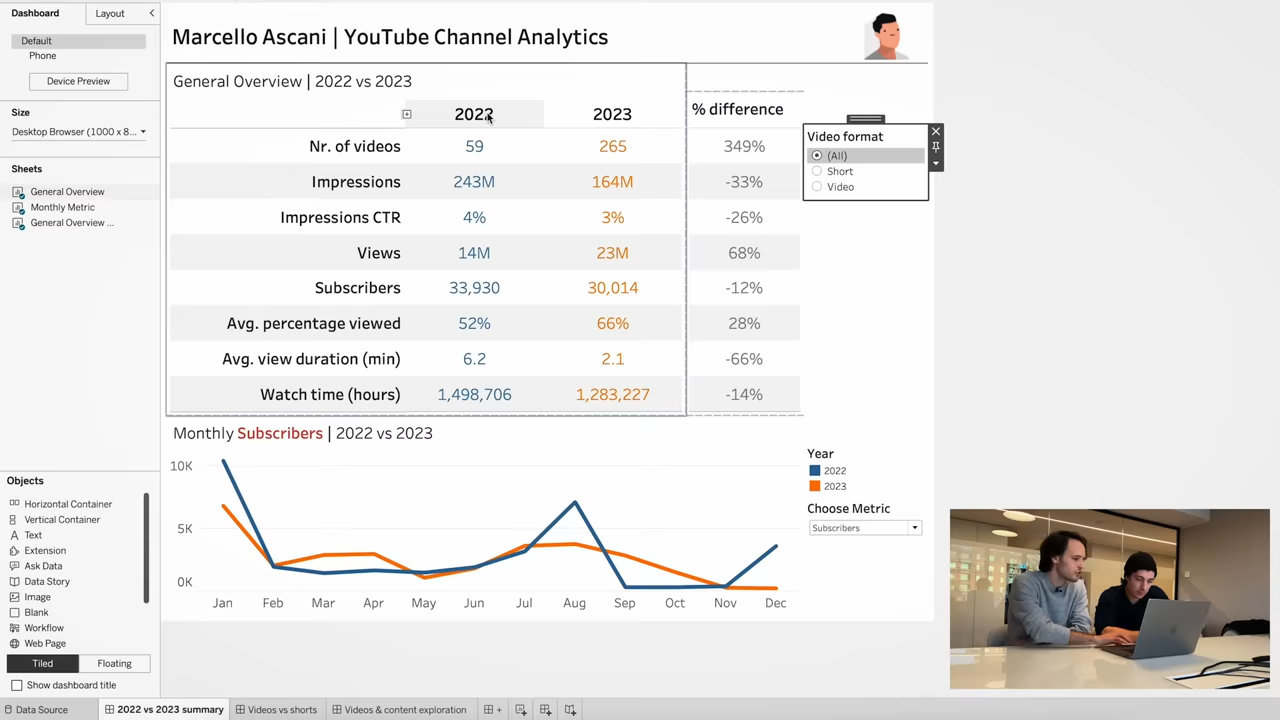 Dashboard
Layout
Default
Phone
Device Preview
Size
Desktop Browser (1000 x 8...
Sheets
General Overview
Monthly Metric
General Overview ...
Objects
Horizontal Container
Vertical Container
Text
Extension
Ask Data
Data Story
Image
Blank
Workflow
Web Page
Tiled
Floating
Show dashboard title
Marcello Ascani | YouTube Channel Analytics
General Overview | 2022 vs 2023
2022 2023 % difference
Nr. of videos 59 265 349%
Impressions 243M 164M -33%
Impressions CTR 4% 3% -26%
Views 14M 23M 68%
Subscribers 33,930 30,014 -12%
Avg. percentage viewed 52% 66% 28%
Avg. view duration (min) 6.2 2.1 -66%
Watch time (hours) 1,498,706 1,283,227 -14%
Video format
(All)
Short
Video
Monthly Subscribers | 2022 vs 2023
10K
5K
0K
Jan Feb Mar Apr May Jun Jul Aug Sep Oct Nov Dec
Year
2022
2023
Choose Metric
Subscribers
Data Source
2022 vs 2023 summary
Videos vs shorts
Videos & content exploration